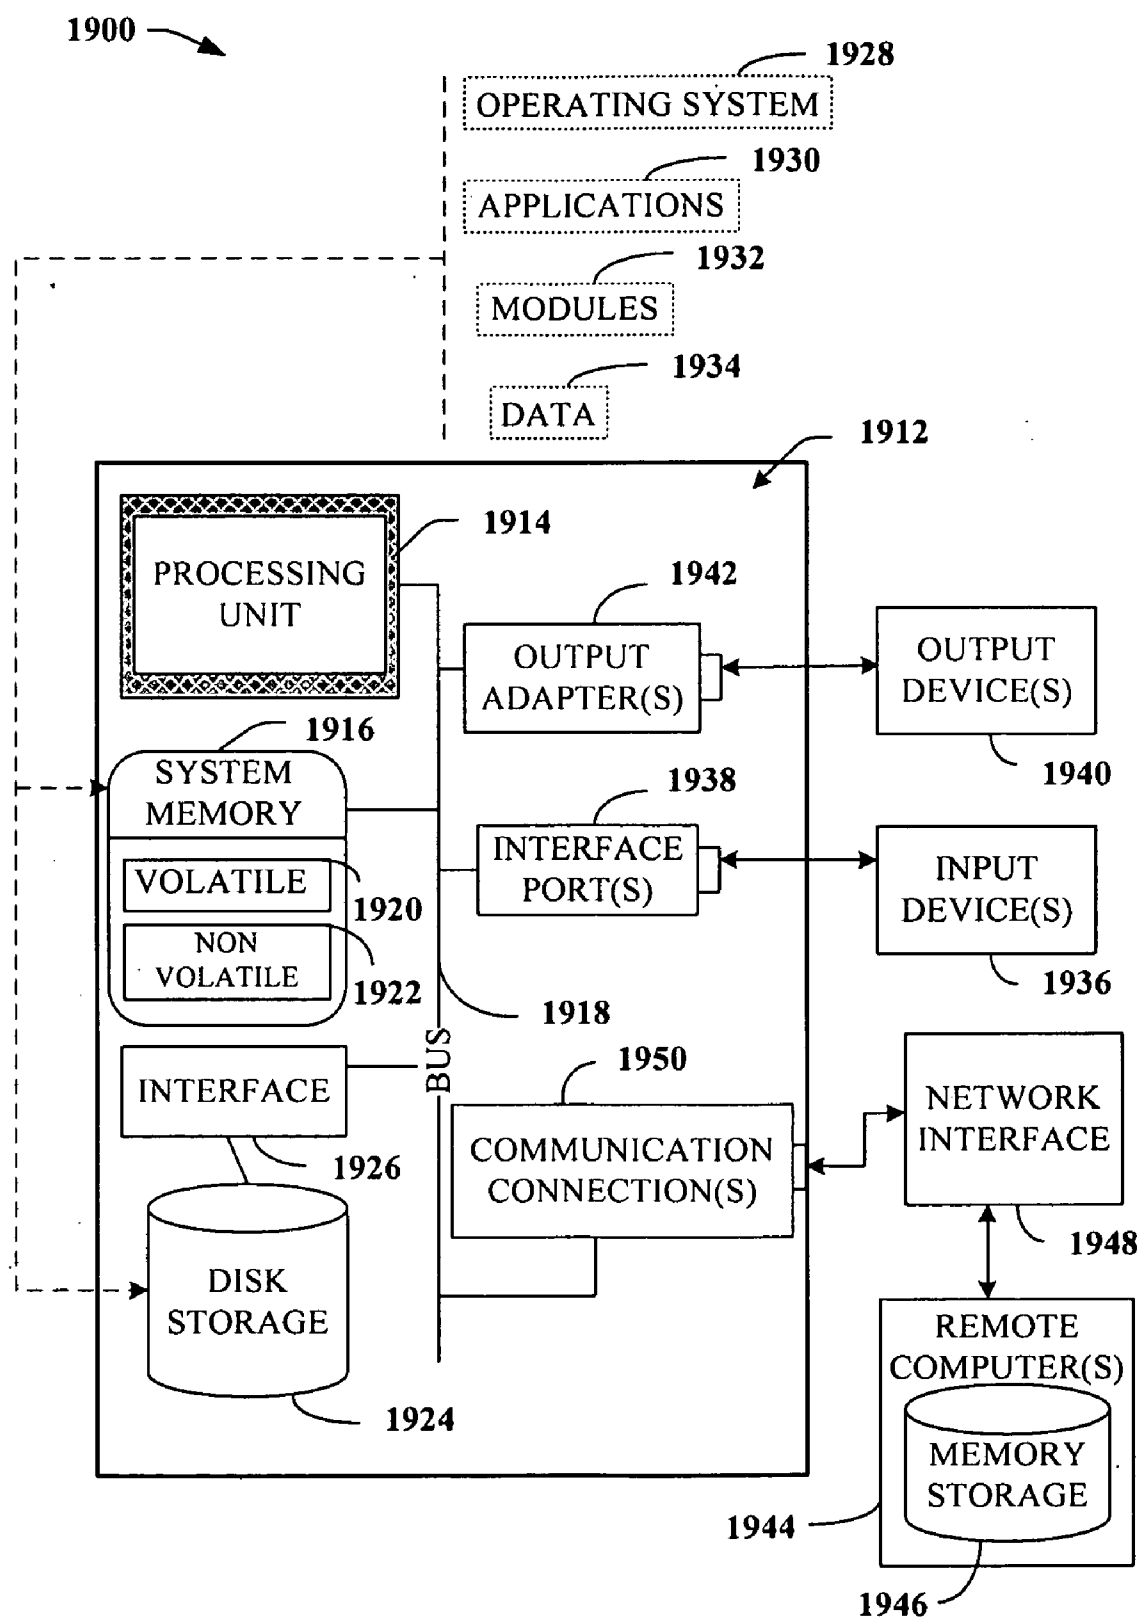 1900
1928
OPERATING SYSTEM
1930
APPLICATIONS
1932
MODULES
1934
DATA
1912
1914
PROCESSING
UNIT
1942
OUTPUT
ADAPTER(S)
OUTPUT
DEVICE(S)
1940
1916
SYSTEM
MEMORY
1938
INTERFACE
PORT(S)
INPUT
DEVICE(S)
1936
VOLATILE
1920
NON
VOLATILE
1922
1918
BUS
1950
INTERFACE
1926
COMMUNICATION
CONNECTION(S)
NETWORK
INTERFACE
1948
DISK
STORAGE
1924
REMOTE
COMPUTER(S)
MEMORY
STORAGE
1944
1946